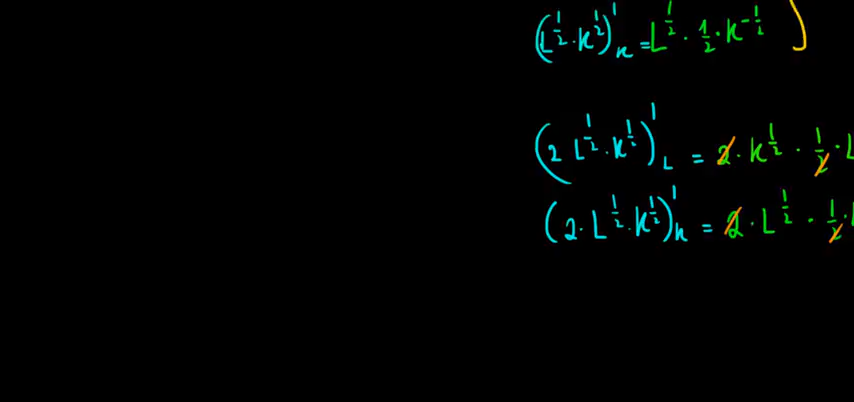 (L^{1/2} · K^{1/2})'_K = L^{1/2} · 1/2 · K^{-1/2} )
(2 L^{1/2} · K^{1/2})'_L = 2 · K^{1/2} · 1/2 · L
(2 · L^{1/2} · K^{1/2})'_K = 2 · L^{1/2} · 1/2 ·